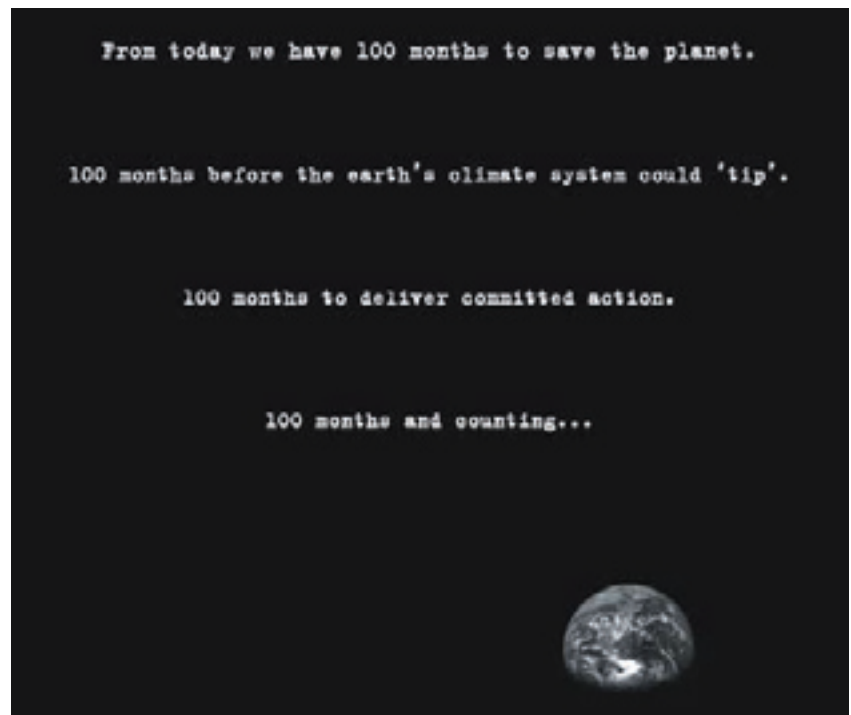 From today we have 100 months to save the planet.
100 months before the earth's climate system could 'tip'.
100 months to deliver committed action.
100 months and counting...